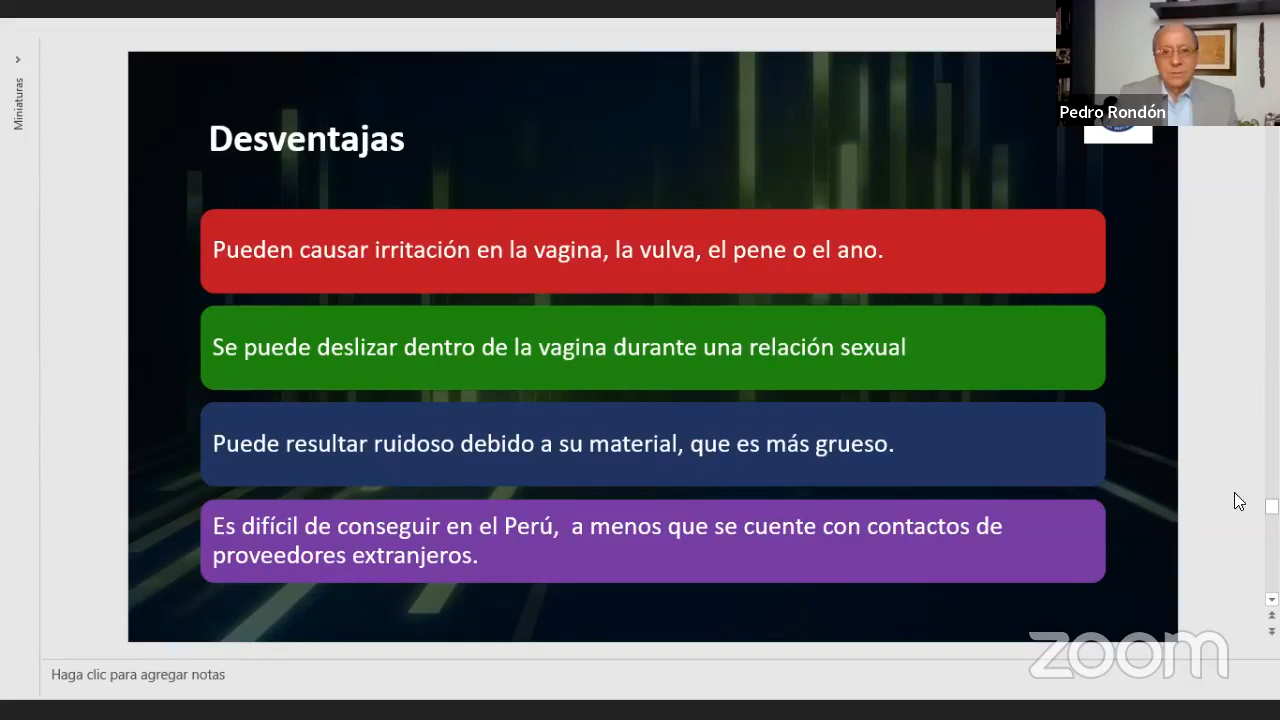 Pedro Rondón
Miniaturas
Desventajas
Pueden causar irritación en la vagina, la vulva, el pene o el ano.
Se puede deslizar dentro de la vagina durante una relación sexual
Puede resultar ruidoso debido a su material, que es más grueso.
Es difícil de conseguir en el Perú,  a menos que se cuente con contactos de
proveedores extranjeros.
zoom
Haga clic para agregar notas